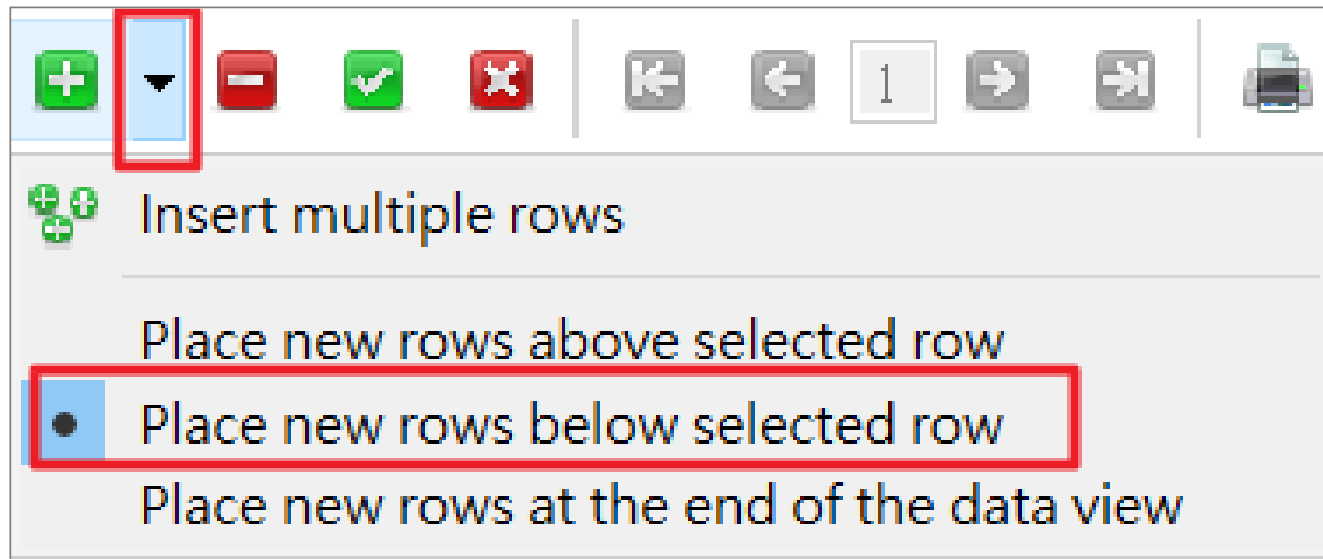 1
Insert multiple rows
Place new rows above selected row
Place new rows below selected row
Place new rows at the end of the data view